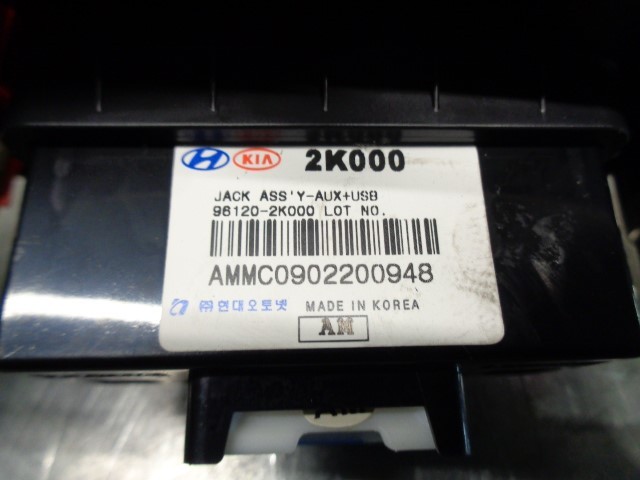 KIA 2K000
JACK ASS'Y-AUX+USB
96120-2K000 LOT NO.
AMMC0902200948
㈜현대오토넷 MADE IN KOREA
AM